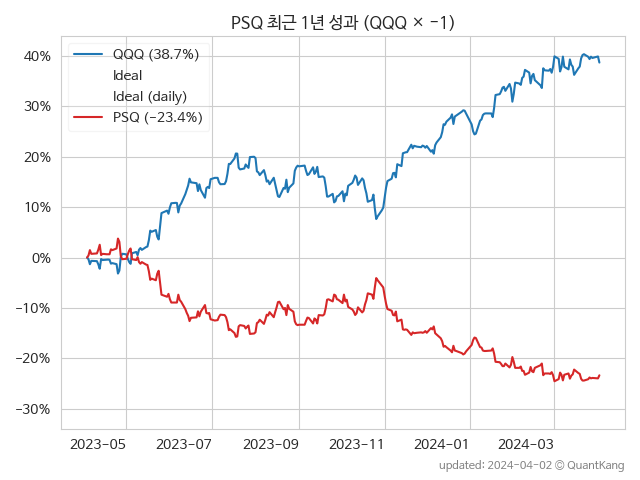 PSQ 최근 1년 성과 (QQQ × −1)
QQQ (38.7%)
Ideal
Ideal (daily)
PSQ (−23.4%)
40%
30%
20%
10%
0%
−10%
−20%
−30%
2023−05 2023−07 2023−09 2023−11 2024−01 2024−03
updated: 2024−04−02 © QuantKang